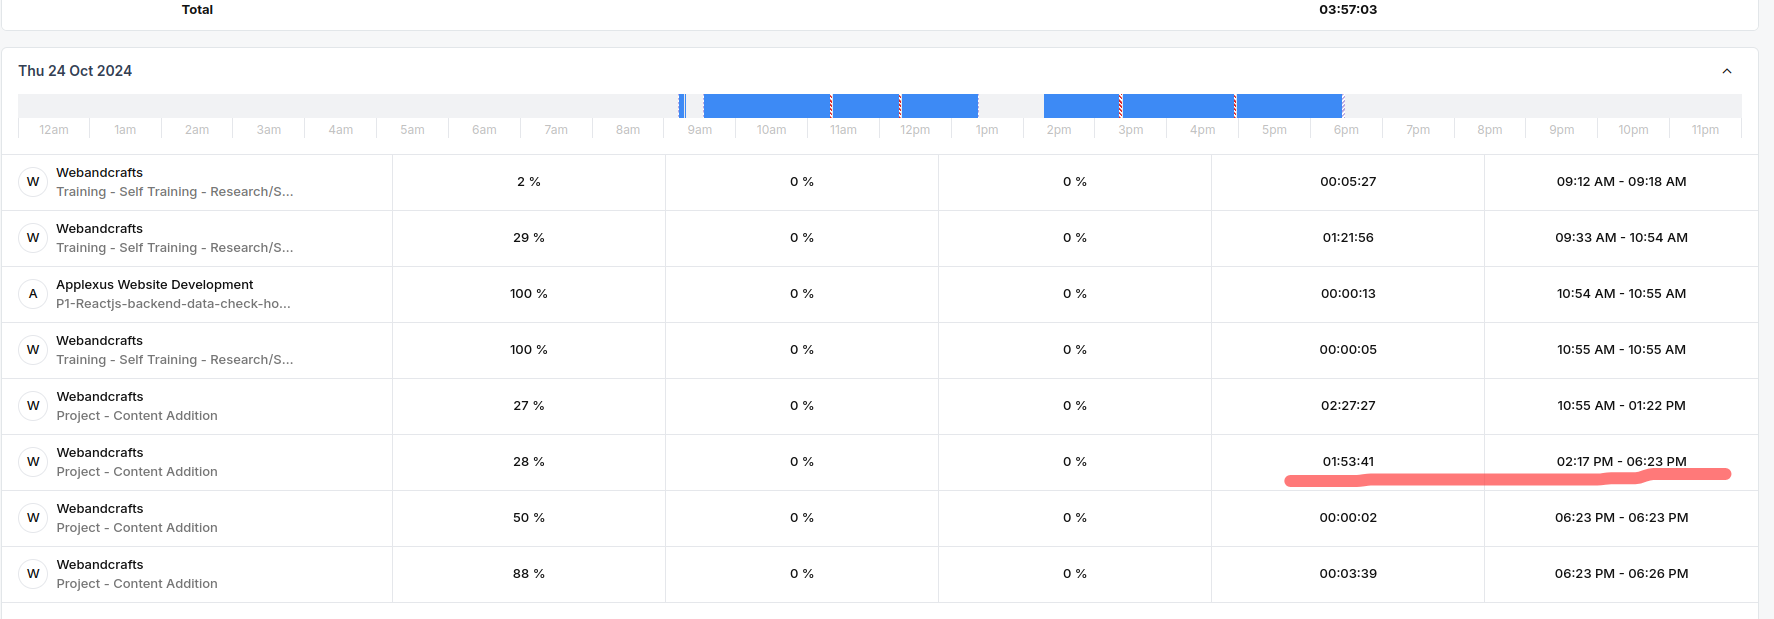 Total 03:57:03
Thu 24 Oct 2024
12am 1am 2am 3am 4am 5am 6am 7am 8am 9am 10am 11am 12pm 1pm 2pm 3pm 4pm 5pm 6pm 7pm 8pm 9pm 10pm 11pm
W Webandcrafts
Training - Self Training - Research/S... 2 % 0 % 0 % 00:05:27 09:12 AM - 09:18 AM
W Webandcrafts
Training - Self Training - Research/S... 29 % 0 % 0 % 01:21:56 09:33 AM - 10:54 AM
A Applexus Website Development
P1-Reactjs-backend-data-check-ho... 100 % 0 % 0 % 00:00:13 10:54 AM - 10:55 AM
W Webandcrafts
Training - Self Training - Research/S... 100 % 0 % 0 % 00:00:05 10:55 AM - 10:55 AM
W Webandcrafts
Project - Content Addition 27 % 0 % 0 % 02:27:27 10:55 AM - 01:22 PM
W Webandcrafts
Project - Content Addition 28 % 0 % 0 % 01:53:41 02:17 PM - 06:23 PM
W Webandcrafts
Project - Content Addition 50 % 0 % 0 % 00:00:02 06:23 PM - 06:23 PM
W Webandcrafts
Project - Content Addition 88 % 0 % 0 % 00:03:39 06:23 PM - 06:26 PM